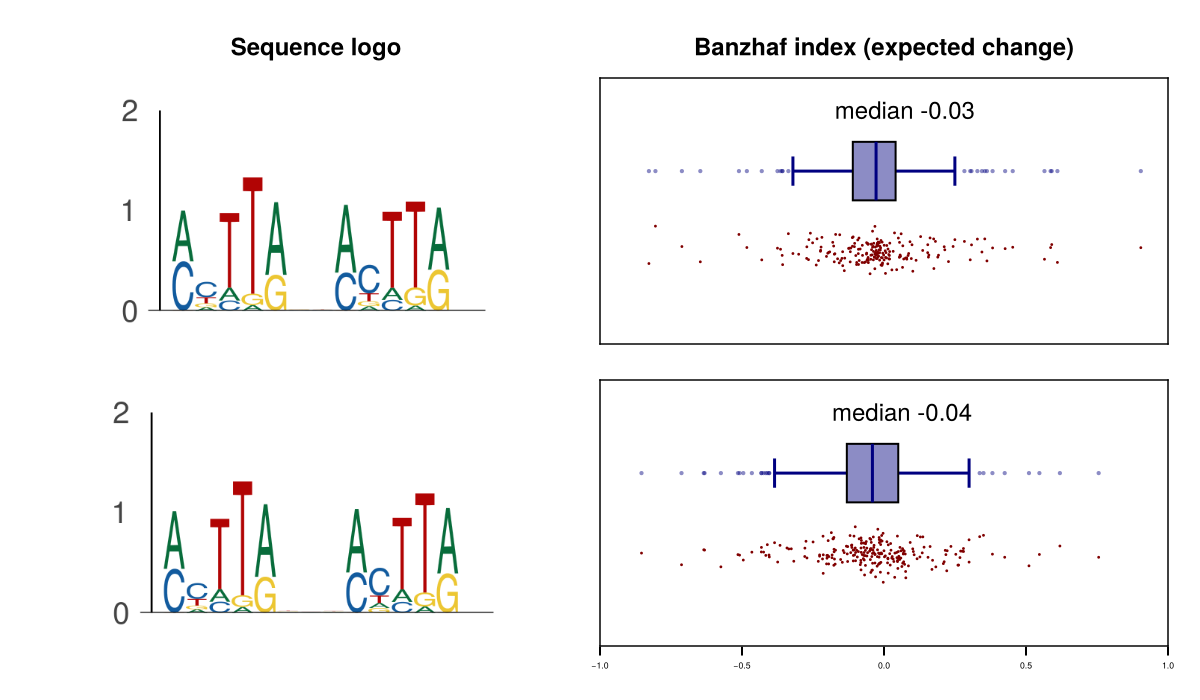 Sequence logo
Banzhaf index (expected change)
2
1
0
median -0.03
A C C T A T A C T T G A A G A C C T A T A C T T G A A G
2
1
0
median -0.04
A C C T A T A C T T G A A G A C C T A T A C T T G A A G
−1.0 −0.5 0.0 0.5 1.0